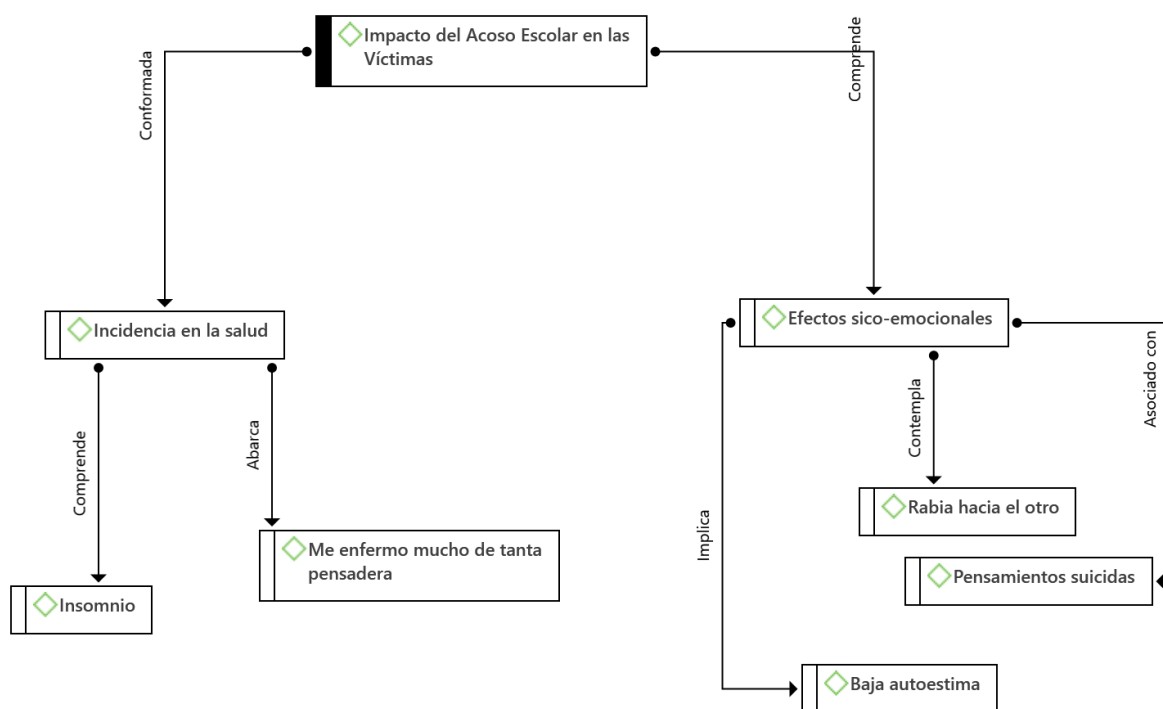 Impacto del Acoso Escolar en las
Víctimas
Conformada
Comprende
Incidencia en la salud
Efectos sico-emocionales
Asociado con
Comprende
Abarca
Contempla
Implica
Rabia hacia el otro
Me enfermo mucho de tanta
pensadera
Pensamientos suicidas
Insomnio
Baja autoestima